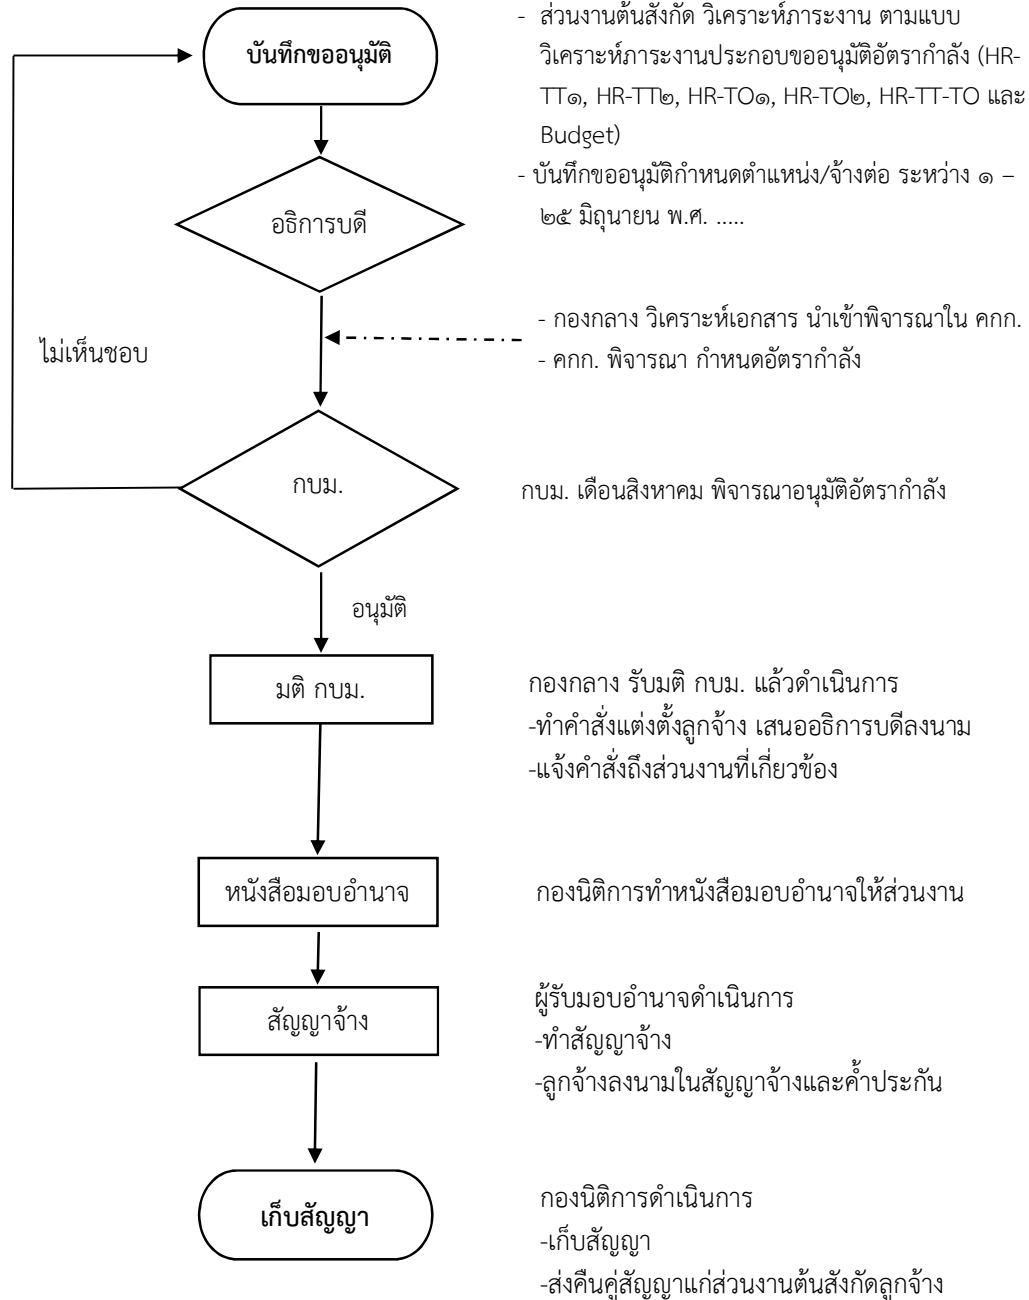 บันทึกขออนุมัติ
- ส่วนงานต้นสังกัด วิเคราะห์ภาระงาน ตามแบบ
วิเคราะห์ภาระงานประกอบขออนุมัติอัตรากำลัง (HR-
TT๑, HR-TT๒, HR-TO๑, HR-TO๒, HR-TT-TO และ
Budget)
- บันทึกขออนุมัติกำหนดตำแหน่ง/จ้างต่อ ระหว่าง ๑ –
๒๕ มิถุนายน พ.ศ. .....
อธิการบดี
- กองกลาง วิเคราะห์เอกสาร นำเข้าพิจารณาใน คกก.
- คกก. พิจารณา กำหนดอัตรากำลัง
ไม่เห็นชอบ
กบม.
กบม. เดือนสิงหาคม พิจารณาอนุมัติอัตรากำลัง
อนุมัติ
มติ กบม.
กองกลาง รับมติ กบม. แล้วดำเนินการ
-ทำคำสั่งแต่งตั้งลูกจ้าง เสนออธิการบดีลงนาม
-แจ้งคำสั่งถึงส่วนงานที่เกี่ยวข้อง
หนังสือมอบอำนาจ
กองนิติการทำหนังสือมอบอำนาจให้ส่วนงาน
สัญญาจ้าง
ผู้รับมอบอำนาจดำเนินการ
-ทำสัญญาจ้าง
-ลูกจ้างลงนามในสัญญาจ้างและค้ำประกัน
เก็บสัญญา
กองนิติการดำเนินการ
-เก็บสัญญา
-ส่งคืนคู่สัญญาแก่ส่วนงานต้นสังกัดลูกจ้าง